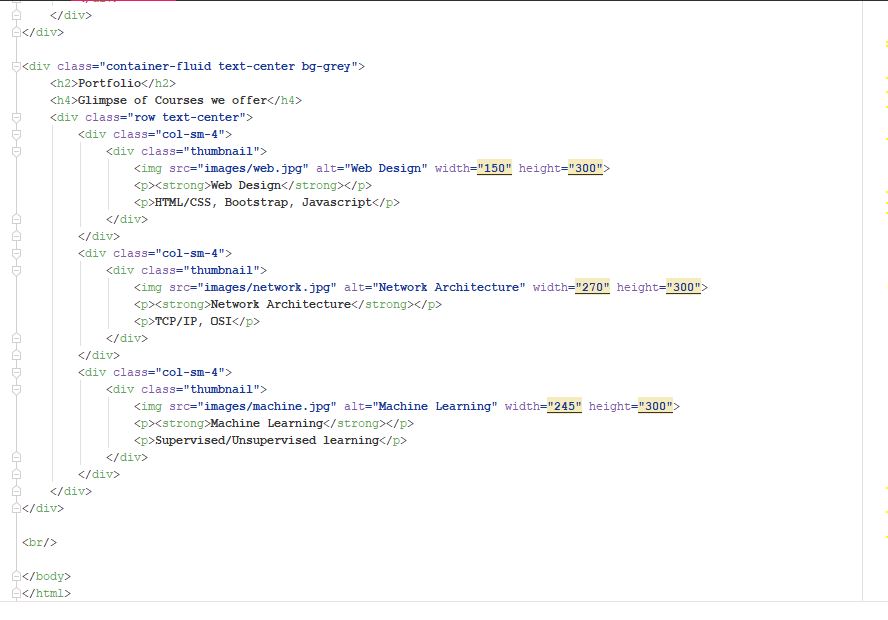 </div>
</div>
<div class="container-fluid text-center bg-grey">
<h2>Portfolio</h2>
<h4>Glimpse of Courses we offer</h4>
<div class="row text-center">
<div class="col-sm-4">
<div class="thumbnail">
<img src="images/web.jpg" alt="Web Design" width="150" height="300">
<p><strong>Web Design</strong></p>
<p>HTML/CSS, Bootstrap, Javascript</p>
</div>
</div>
<div class="col-sm-4">
<div class="thumbnail">
<img src="images/network.jpg" alt="Network Architecture" width="270" height="300">
<p><strong>Network Architecture</strong></p>
<p>TCP/IP, OSI</p>
</div>
</div>
<div class="col-sm-4">
<div class="thumbnail">
<img src="images/machine.jpg" alt="Machine Learning" width="245" height="300">
<p><strong>Machine Learning</strong></p>
<p>Supervised/Unsupervised learning</p>
</div>
</div>
</div>
</div>
<br/>
</body>
</html>